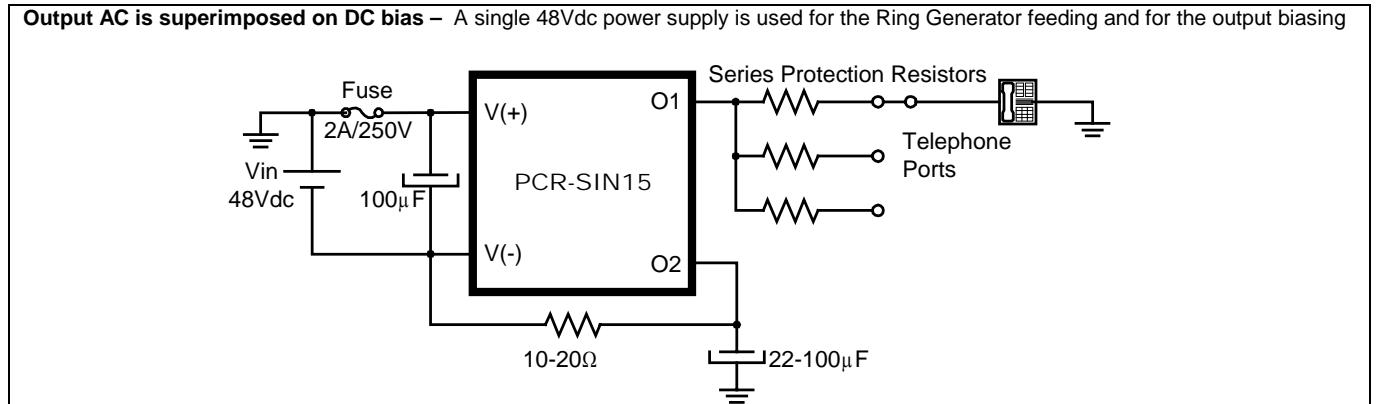 Output AC is superimposed on DC bias – A single 48Vdc power supply is used for the Ring Generator feeding and for the output biasing
Series Protection Resistors
Fuse
2A/250V
V(+)
O1
Telephone
Ports
Vin
48Vdc
100μF
PCR-SIN15
V(-)
O2
10-20Ω
22-100μF